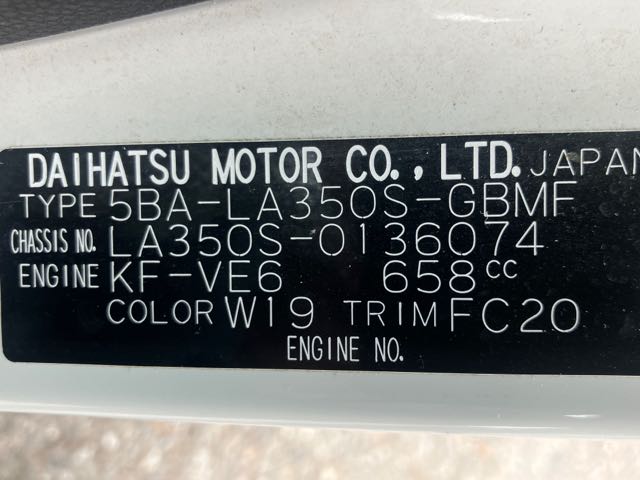 DAIHATSU MOTOR CO., LTD. JAPAN
TYPE 5BA-LA350S-GBMF
CHASSIS NO. LA350S-0136074
ENGINE KF-VE6 658cc
COLOR W19 TRIM FC20
ENGINE NO.